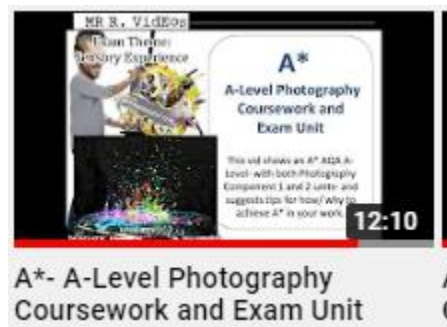 MR R. VidEOs
Exam Theme:
Sensory Experience
A*
A-Level Photography
Coursework and
Exam Unit
This vid shows an A* AQA A-
Level- with both Photography
Component 1 and 2 units- and
suggests tips for how/ Why to
achieve A* in your work.
12:10
A*- A-Level Photography
Coursework and Exam Unit